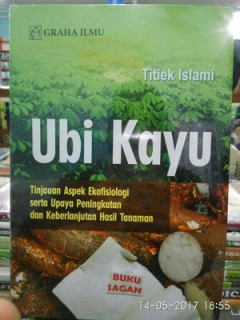 GRAHA ILMU
Titiek Islami
Ubi Kayu
Tinjauan Aspek Ekofisiologi
serta Upaya Peningkatan
dan Keberlanjutan Hasil Tanaman
BUKU
SAGAN
14-05-2017 18:55